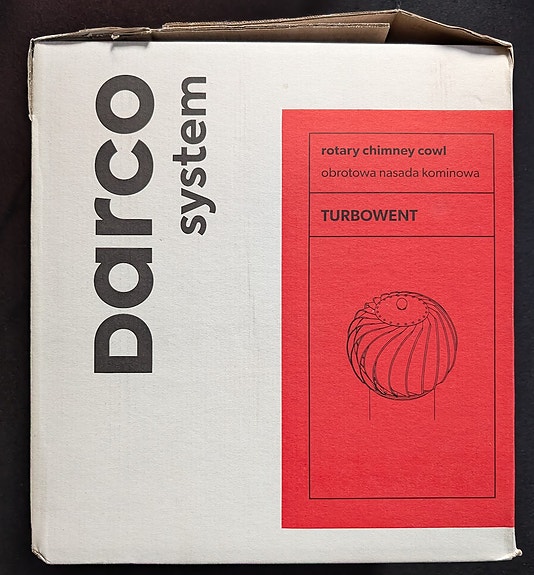 Darco
system
rotary chimney cowl
obrotowa nasada kominowa
TURBOWENT